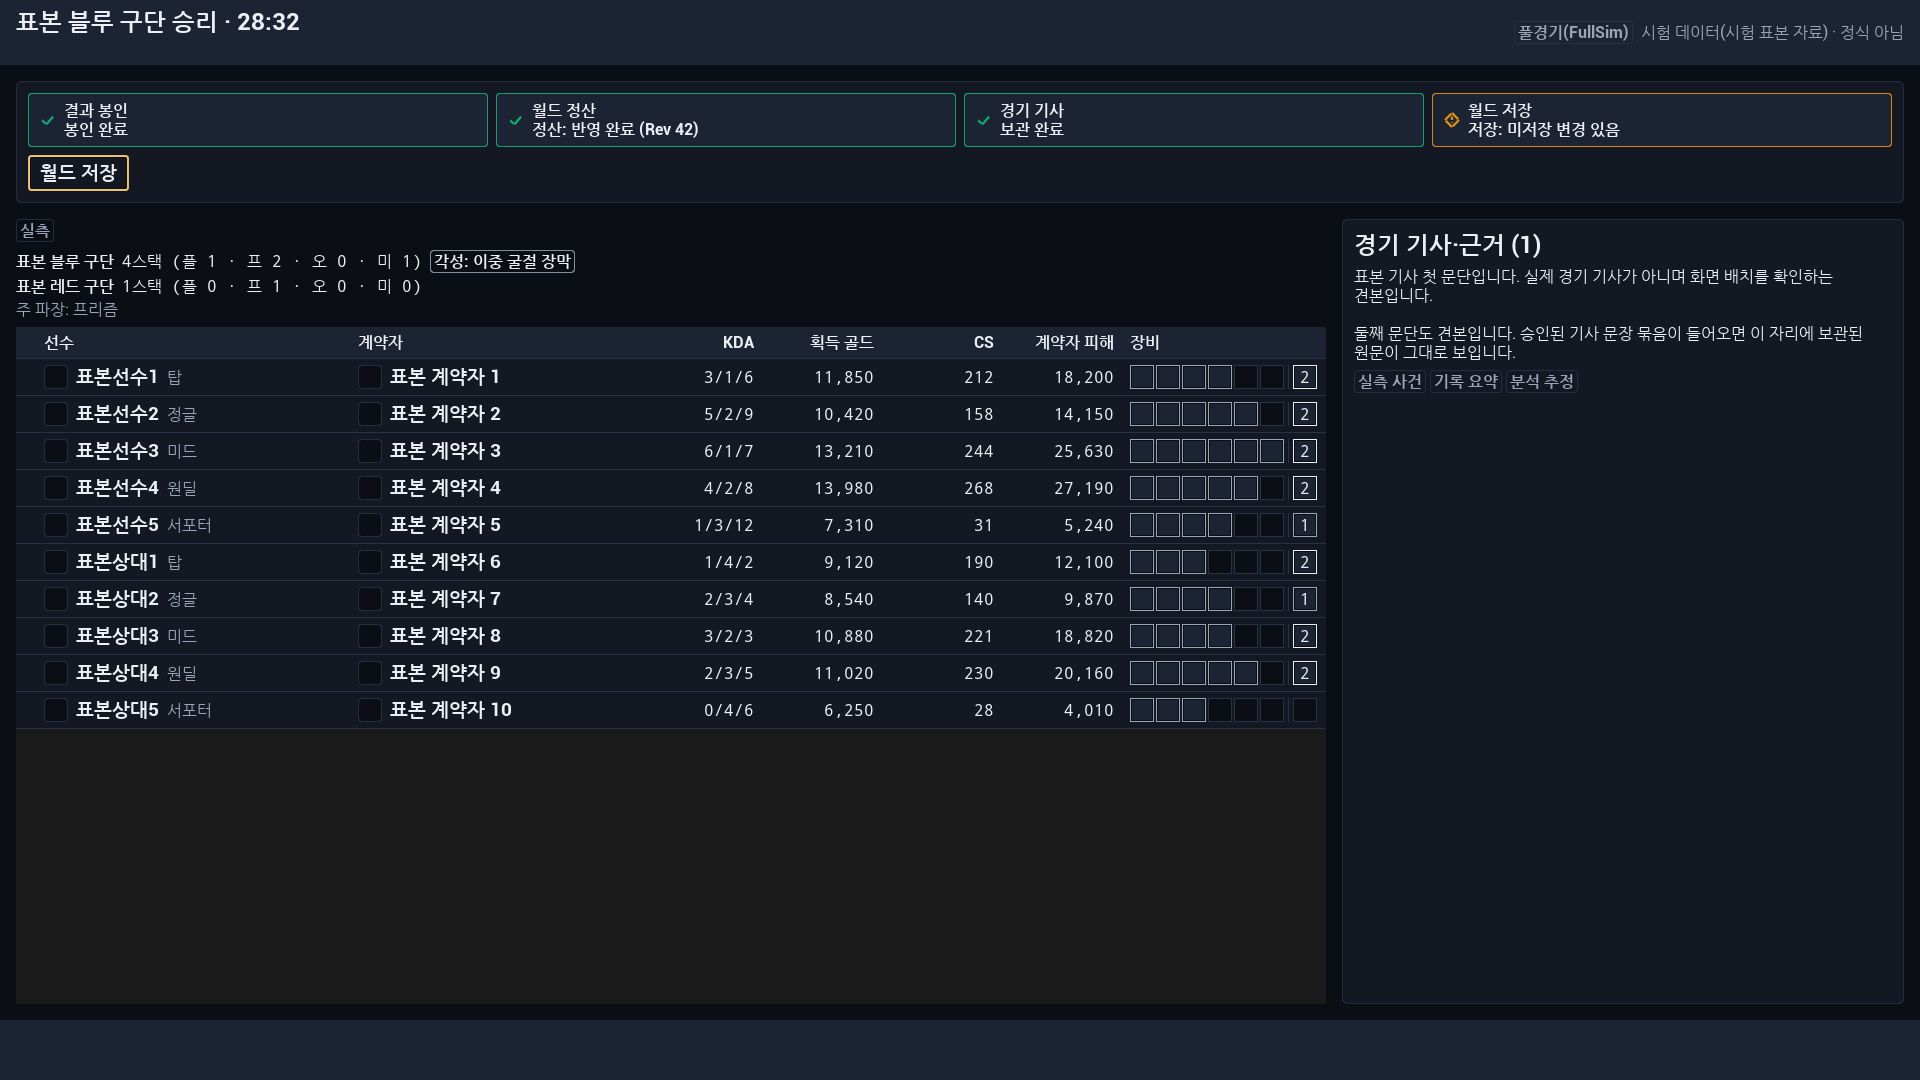 표본 블루 구단 승리 · 28:32
풀경기(FullSim) 시험 데이터(시험 표본 자료) · 정식 아님
결과 봉인
봉인 완료
월드 정산
정산: 반영 완료 (Rev 42)
경기 기사
보관 완료
월드 저장
저장: 미저장 변경 있음
월드 저장
실측
표본 블루 구단 4스택 (플 1 · 프 2 · 오 0 · 미 1) 각성: 이중 굴절 장막
표본 레드 구단 1스택 (플 0 · 프 1 · 오 0 · 미 0)
주 파장: 프리즘
선수 계약자 KDA 획득 골드 CS 계약자 피해 장비
표본선수1 탑 표본 계약자 1 3/1/6 11,850 212 18,200 2
표본선수2 정글 표본 계약자 2 5/2/9 10,420 158 14,150 2
표본선수3 미드 표본 계약자 3 6/1/7 13,210 244 25,630 2
표본선수4 원딜 표본 계약자 4 4/2/8 13,980 268 27,190 2
표본선수5 서포터 표본 계약자 5 1/3/12 7,310 31 5,240 1
표본상대1 탑 표본 계약자 6 1/4/2 9,120 190 12,100 2
표본상대2 정글 표본 계약자 7 2/3/4 8,540 140 9,870 1
표본상대3 미드 표본 계약자 8 3/2/3 10,880 221 18,820 2
표본상대4 원딜 표본 계약자 9 2/3/5 11,020 230 20,160 2
표본상대5 서포터 표본 계약자 10 0/4/6 6,250 28 4,010
경기 기사·근거 (1)
표본 기사 첫 문단입니다. 실제 경기 기사가 아니며 화면 배치를 확인하는
견본입니다.
둘째 문단도 견본입니다. 승인된 기사 문장 묶음이 들어오면 이 자리에 보관된
원문이 그대로 보입니다.
실측 사건 기록 요약 분석 추정